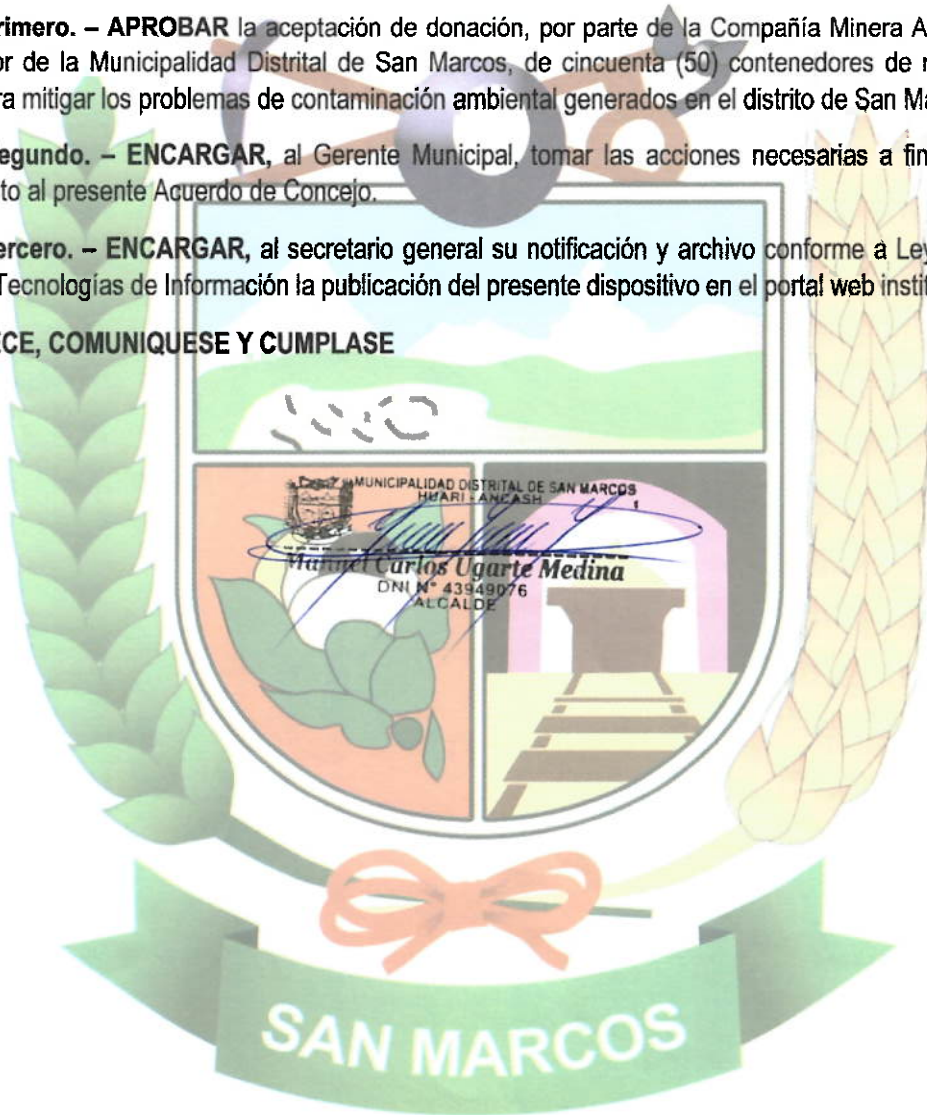 rimero. – APROBAR la aceptación de donación, por parte de la Compañía Minera A
or de la Municipalidad Distrital de San Marcos, de cincuenta (50) contenedores de
ra mitigar los problemas de contaminación ambiental generados en el distrito de San Ma
egundo. – ENCARGAR, al Gerente Municipal, tomar las acciones necesarias a fin
to al presente Acuerdo de Concejo.
ercero. – ENCARGAR, al secretario general su notificación y archivo conforme a Ley
Tecnologías de Información la publicación del presente dispositivo en el portal web instit
ECE, COMUNIQUESE Y CUMPLASE
MUNICIPALIDAD DISTRITAL DE SAN MARCOS
HUARI - ANCASH
Manuel Carlos Ugarte Medina
DNI N° 43949076
ALCALDE
SAN MARCOS